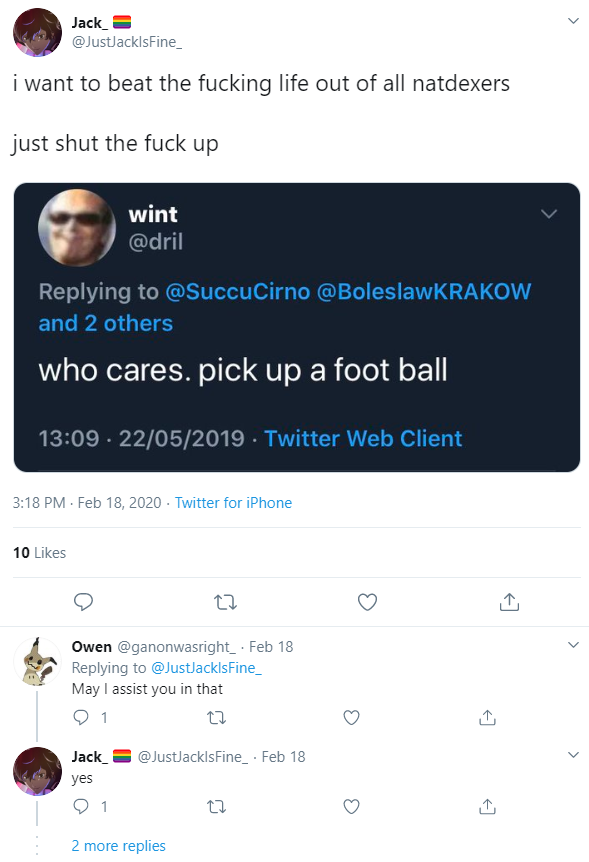 Jack_ 🏳️‍🌈
@JustJackIsFine_
i want to beat the fucking life out of all natdexers
just shut the fuck up
wint
@dril
Replying to @SuccuCirno @BoleslawKRAKOW
and 2 others
who cares. pick up a foot ball
13:09 · 22/05/2019 · Twitter Web Client
3:18 PM · Feb 18, 2020 · Twitter for iPhone
10 Likes
Owen @ganonwasright_ · Feb 18
Replying to @JustJackIsFine_
May I assist you in that
1
Jack_ 🏳️‍🌈 @JustJackIsFine_ · Feb 18
yes
1
2 more replies